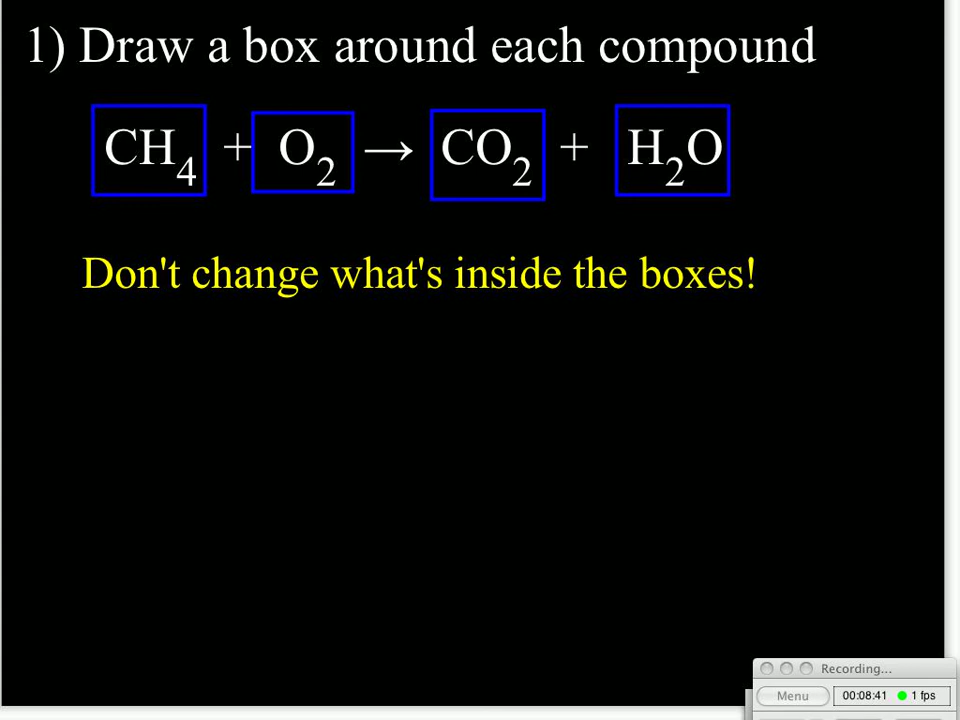 1) Draw a box around each compound
CH₄ + O₂ → CO₂ + H₂O
Don't change what's inside the boxes!
Recording...
Menu 00:08:41 1 fps